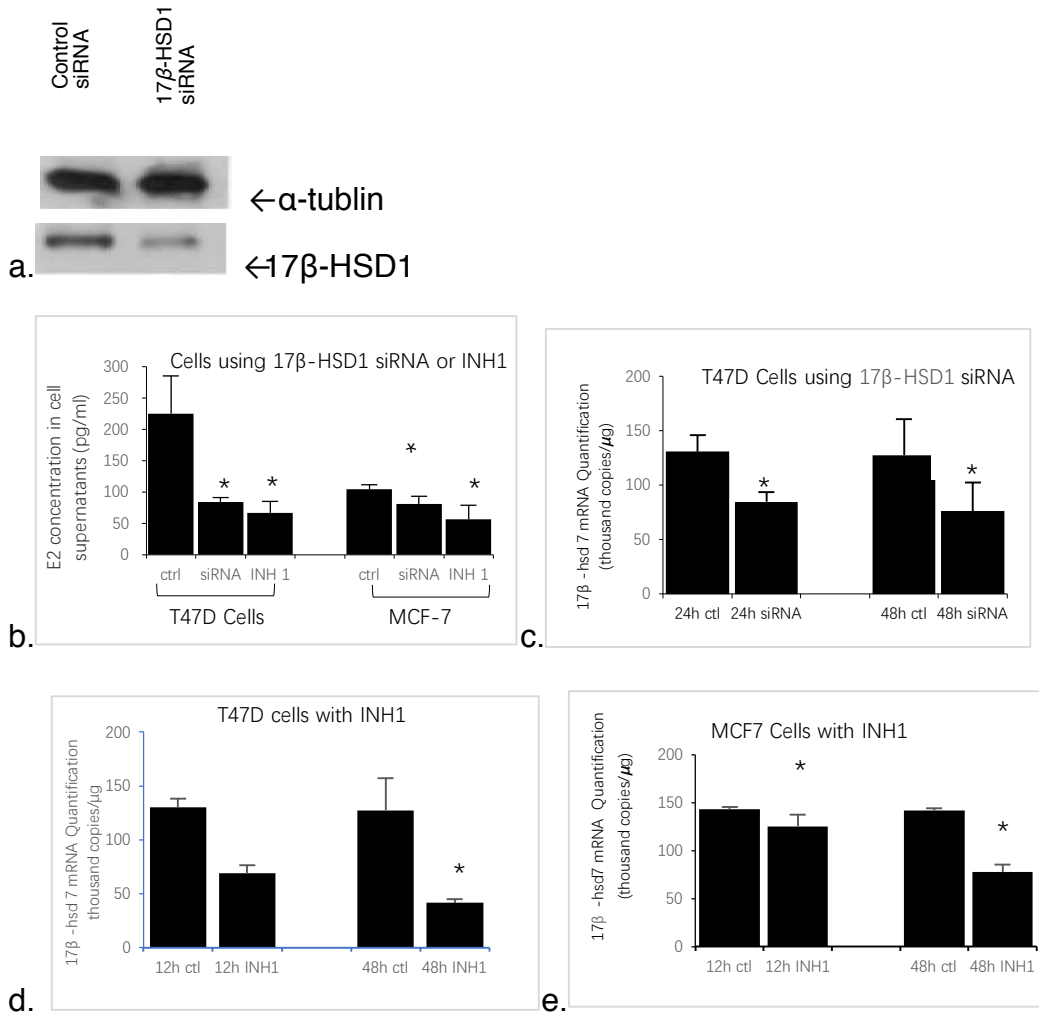 Control
siRNA
17β-HSD1
siRNA
←α-tublin
a.
←17β-HSD1
Cells using 17β-HSD1 siRNA or INH1
E2 concentration in cell
supernatants (pg/ml)
300
250
200
150
100
50
0
*
*
*
*
ctrl siRNA INH 1 ctrl siRNA INH 1
T47D Cells MCF-7
b.
T47D Cells using 17β-HSD1 siRNA
17β -hsd 7 mRNA Quantification
(thousand copies/µg)
200
150
100
50
0
*
*
24h ctl 24h siRNA 48h ctl 48h siRNA
c.
T47D cells with INH1
17β -hsd 7 mRNA Quantification
thousand copies/µg
200
150
100
50
0
*
12h ctl 12h INH1 48h ctl 48h INH1
d.
MCF7 Cells with INH1
17β -hsd7 mRNA Quantification
(thousand copies/µg)
200
150
100
50
0
*
*
12h ctl 12h INH1 48h ctl 48h INH1
e.